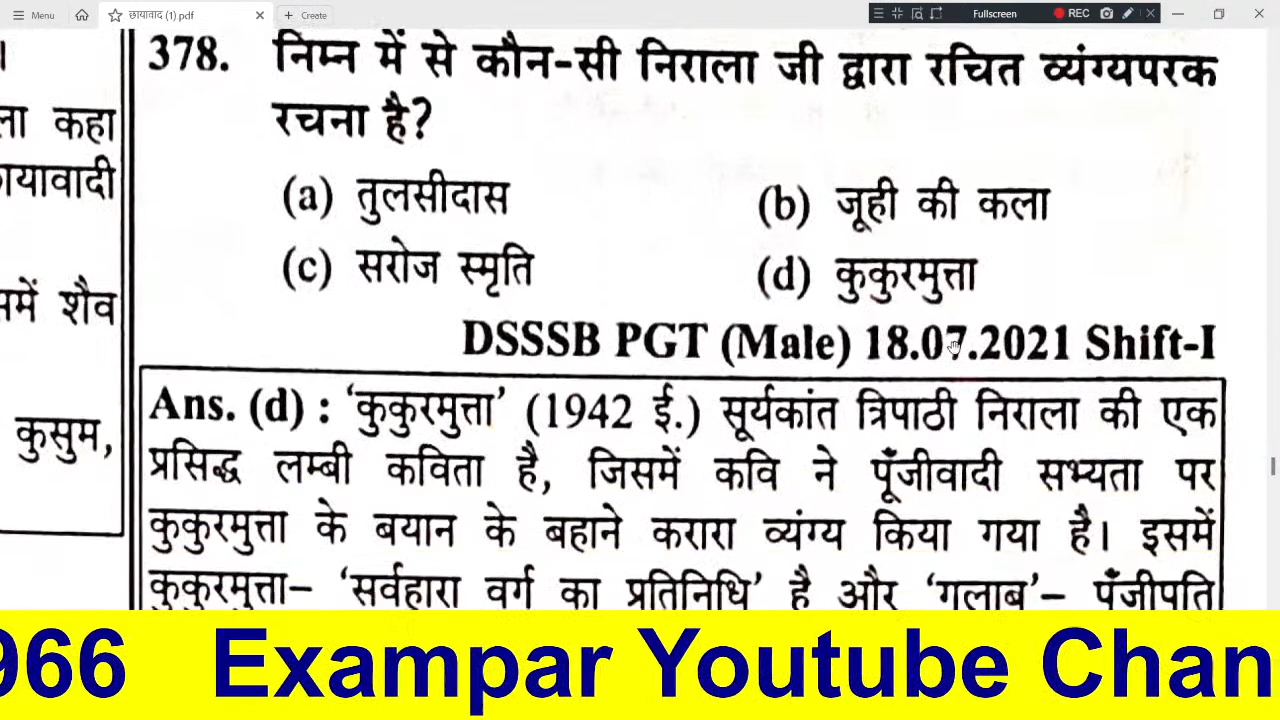 Menu छायावाद (1).pdf × + Create Fullscreen REC
378. निम्न में से कौन-सी निराला जी द्वारा रचित व्यंग्यपरक
रचना है?
(a) तुलसीदास (b) जूही की कला
(c) सरोज स्मृति (d) कुकुरमुत्ता
DSSSB PGT (Male) 18.07.2021 Shift-I
Ans. (d) : 'कुकुरमुत्ता' (1942 ई.) सूर्यकांत त्रिपाठी निराला की एक
प्रसिद्ध लम्बी कविता है, जिसमें कवि ने पूँजीवादी सभ्यता पर
कुकुरमुत्ता के बयान के बहाने करारा व्यंग्य किया गया है। इसमें
कुकुरमुत्ता– 'सर्वहारा वर्ग का प्रतिनिधि' है और 'गुलाब'– पूँजीपति
कहा
शैव
कुसुम,
966 Exampar Youtube Chan